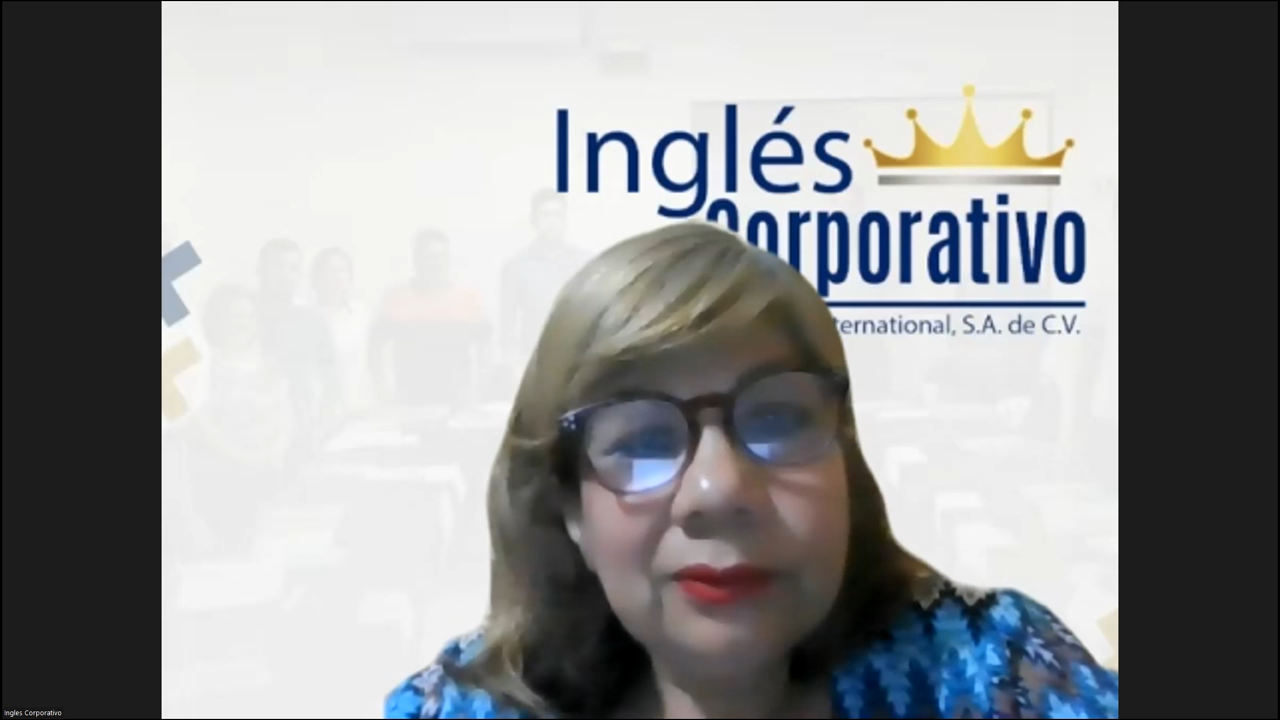 Inglés
Corporativo
ternational, S.A. de C.V.
Ingles Corporativo